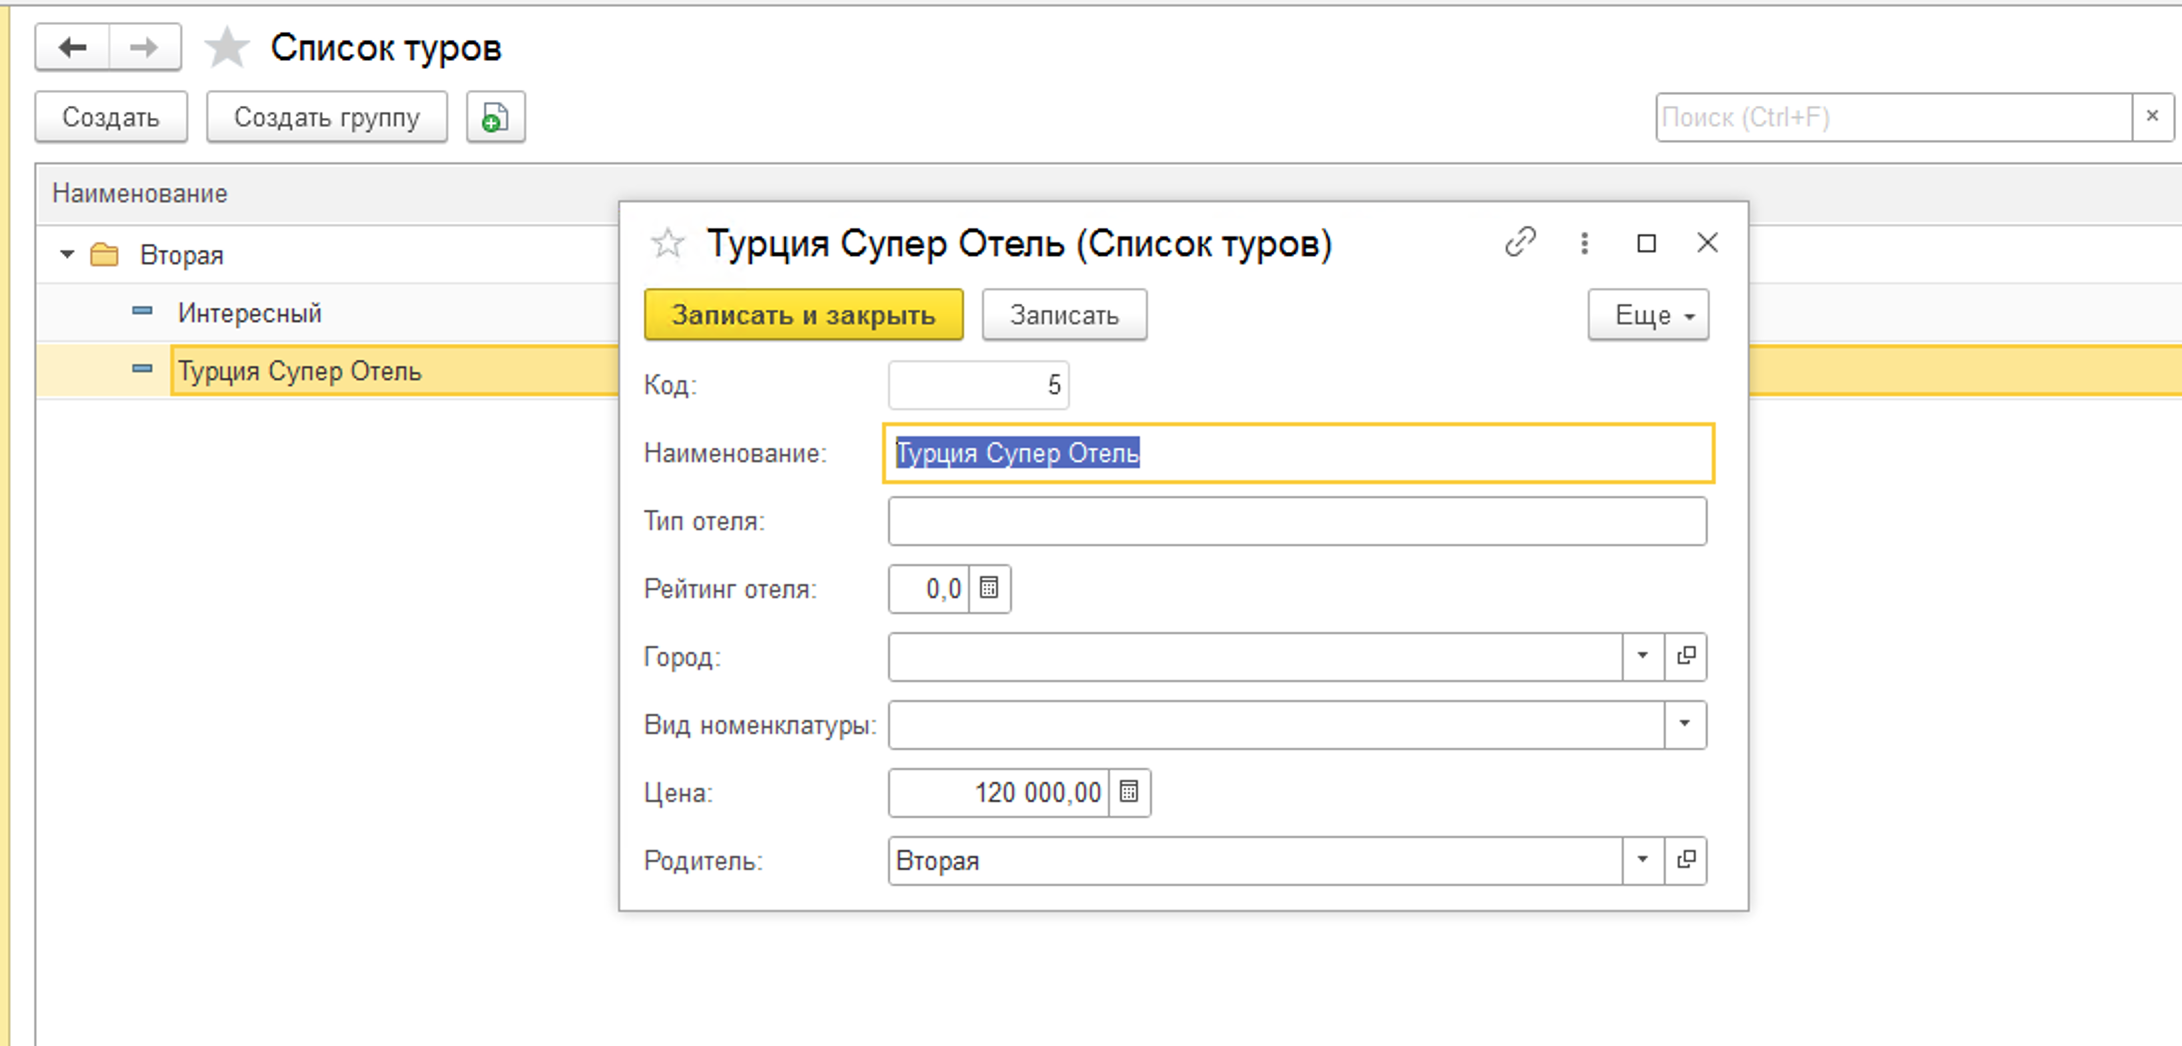 Список туров
Создать
Создать группу
Поиск (Ctrl+F)
×
Наименование
Вторая
Интересный
Турция Супер Отель
Турция Супер Отель (Список туров)
Записать и закрыть
Записать
Еще
Код:
5
Наименование:
Турция Супер Отель
Тип отеля:
Рейтинг отеля:
0,0
Город:
Вид номенклатуры:
Цена:
120 000,00
Родитель:
Вторая